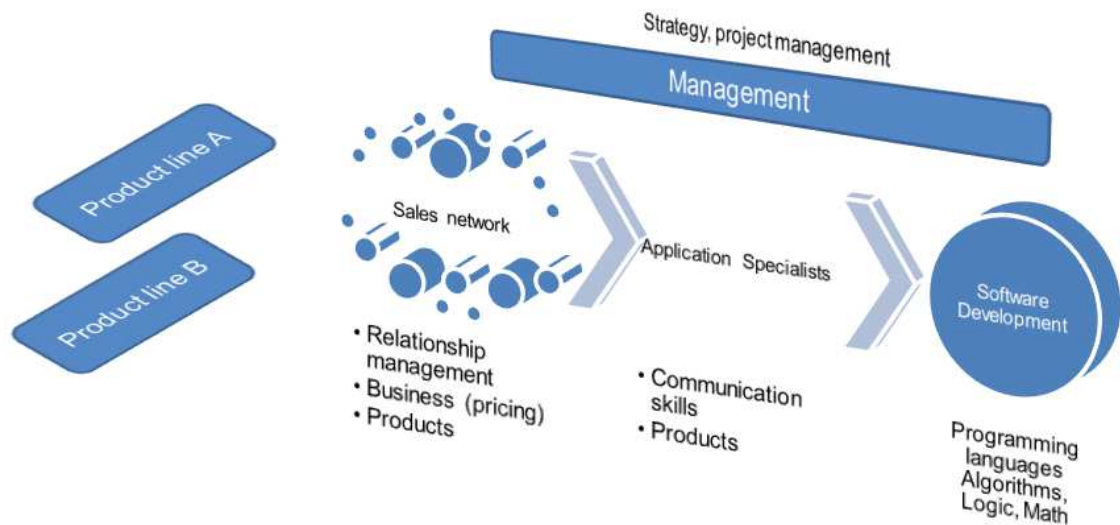 Strategy, project management
Management
Product line A
Product line B
Sales network
• Relationship
management
• Business (pricing)
• Products
Application Specialists
• Communication
skills
• Products
Software
Development
Programming
languages
Algorithms,
Logic, Math